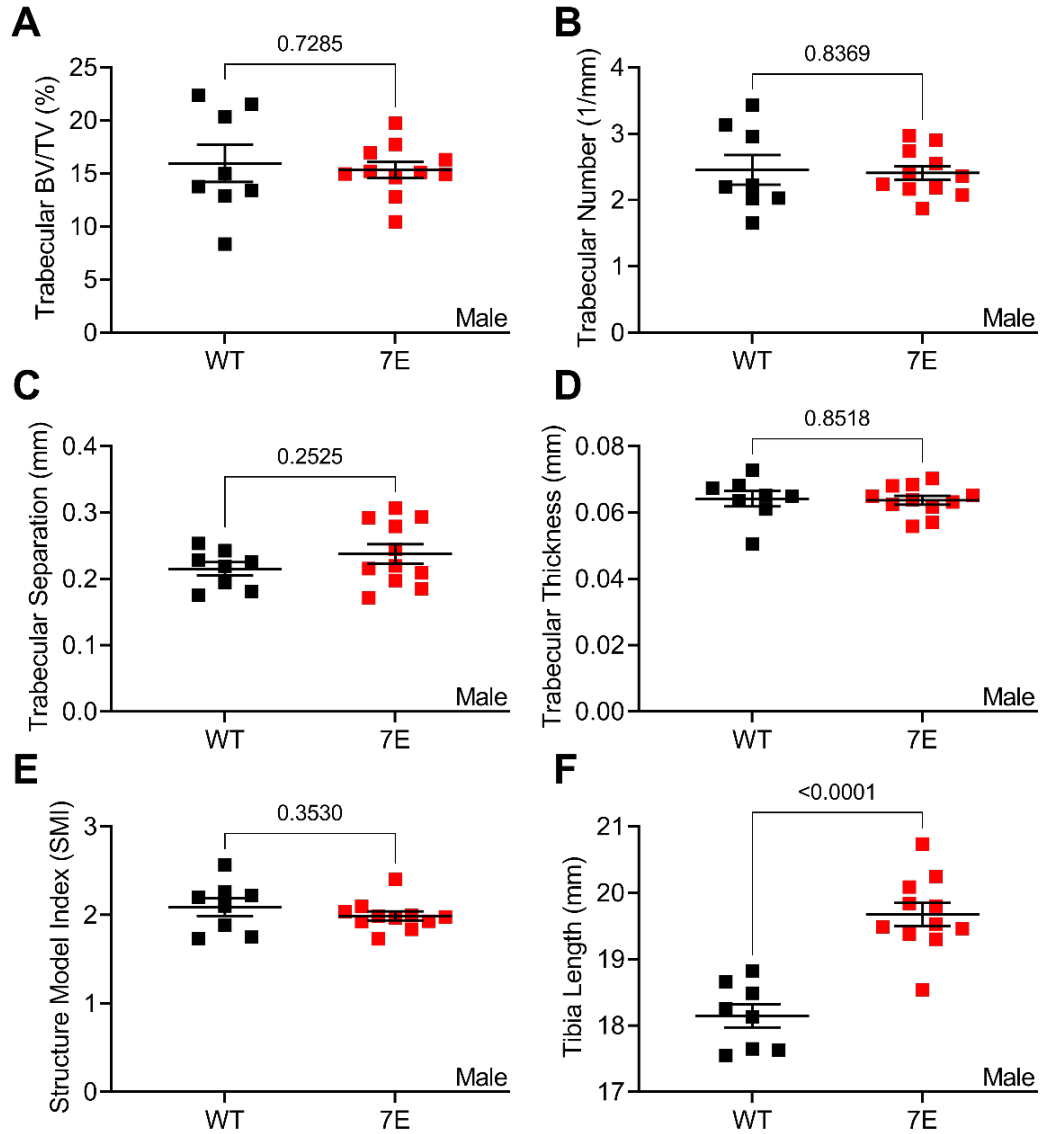 A
0.7285
Trabecular BV/TV (%)
25
20
15
10
5
0
Male
WT
7E
B
0.8369
Trabecular Number (1/mm)
4
3
2
1
0
Male
WT
7E
C
0.2525
Trabecular Separation (mm)
0.4
0.3
0.2
0.1
0.0
Male
WT
7E
D
0.8518
Trabecular Thickness (mm)
0.08
0.06
0.04
0.02
0.00
Male
WT
7E
E
0.3530
Structure Model Index (SMI)
3
2
1
0
Male
WT
7E
F
<0.0001
Tibia Length (mm)
21
20
19
18
17
Male
WT
7E